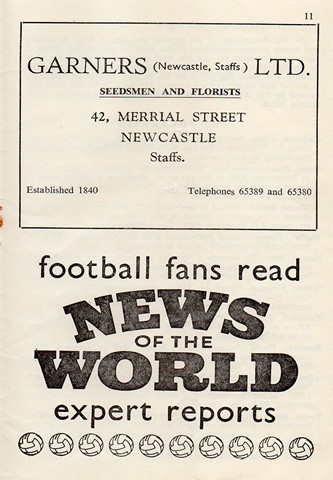 11
GARNERS (Newcastle, Staffs) LTD.
SEEDSMEN AND FLORISTS
42, MERRIAL STREET
NEWCASTLE
Staffs.
Established 1840 Telephones 65389 and 65380
football fans read
NEWS
OF THE
WORLD
expert reports